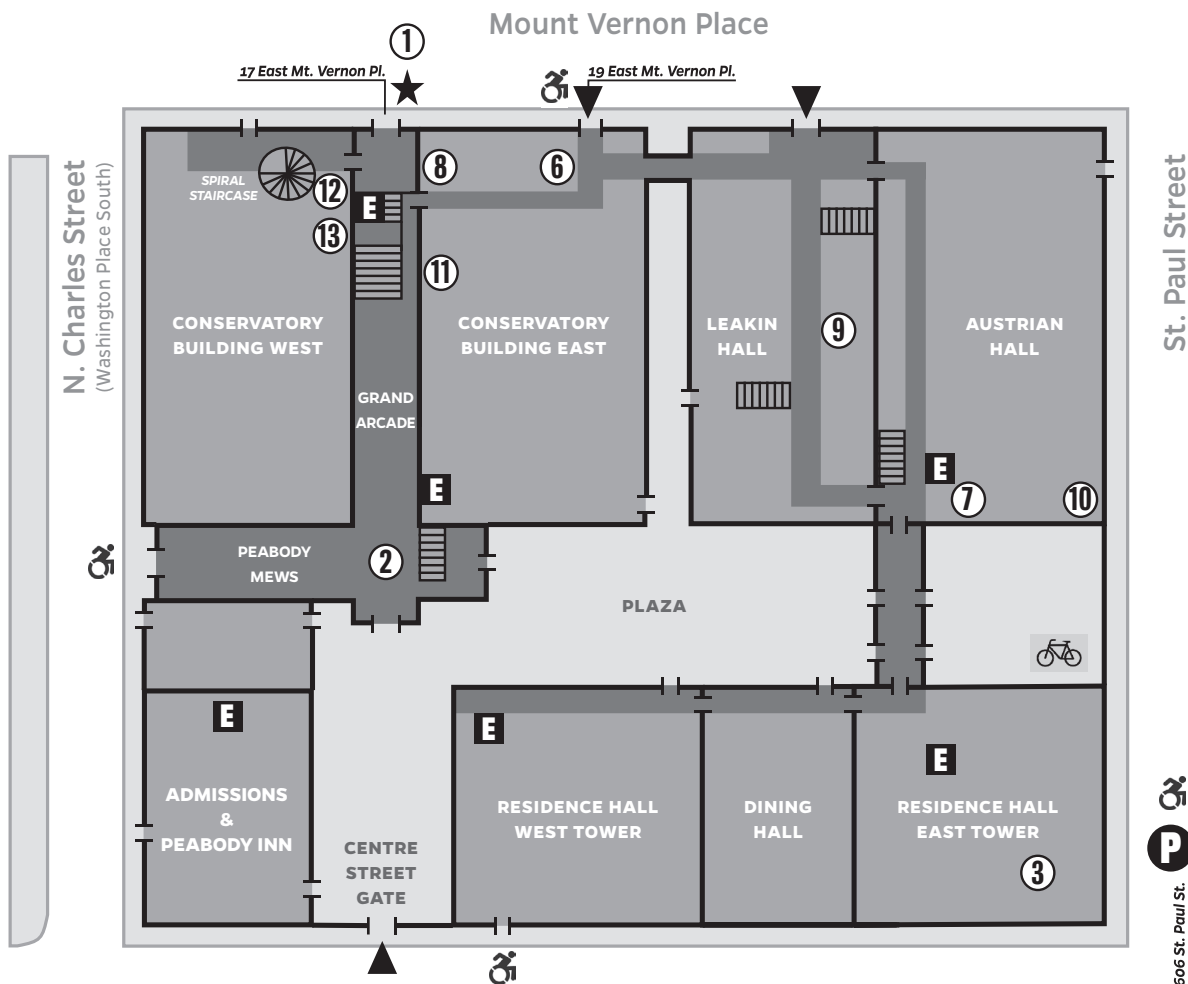 Mount Vernon Place
1
17 East Mt. Vernon Pl.
19 East Mt. Vernon Pl.
N. Charles Street
(Washington Place South)
St. Paul Street
SPIRAL
STAIRCASE
12
8
6
E
13
11
CONSERVATORY
BUILDING WEST
CONSERVATORY
BUILDING EAST
LEAKIN
HALL
9
AUSTRIAN
HALL
GRAND
ARCADE
E
E
7
10
PEABODY
MEWS
2
PLAZA
E
E
E
ADMISSIONS
&
PEABODY INN
CENTRE
STREET
GATE
RESIDENCE HALL
WEST TOWER
DINING
HALL
RESIDENCE HALL
EAST TOWER
3
P
606 St. Paul St.